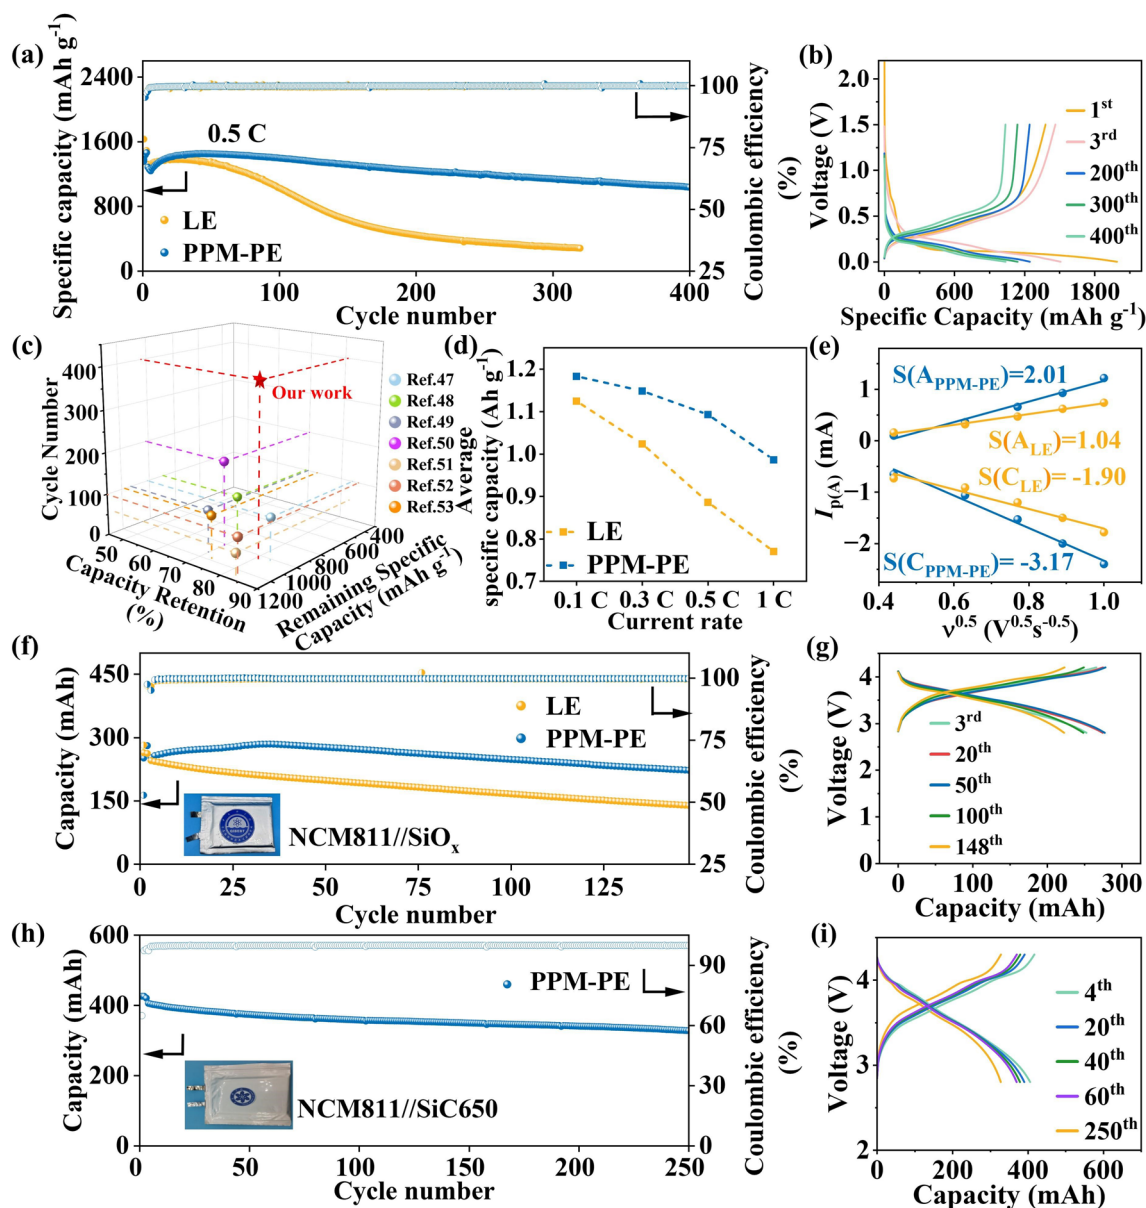 (a)
Specific capacity (mAh g⁻¹)
2400
1600
800
0
0.5 C
LE
PPM-PE
0
100
200
300
400
Cycle number
100
75
50
25
Coulombic efficiency
(%)
(b)
Voltage (V)
2.0
1.5
1.0
0.5
0.0
1ˢᵗ
3ʳᵈ
200ᵗʰ
300ᵗʰ
400ᵗʰ
0
600
1200
1800
Specific Capacity (mAh g⁻¹)
(c)
Cycle Number
400
300
200
100
0
Our work
Ref.47
Ref.48
Ref.49
Ref.50
Ref.51
Ref.52
Ref.53
50
60
70
80
90
Capacity Retention
(%)
400
600
800
1000
1200
Remaining Specific
Capacity (mAh g⁻¹)
(d)
Average
specific capacity (Ah g⁻¹)
1.2
1.1
1.0
0.9
0.8
0.7
LE
PPM-PE
0.1 C
0.3 C
0.5 C
1 C
Current rate
(e)
Iₚ₍A₎ (mA)
1
0
−1
−2
S(A_PPM-PE)=2.01
S(A_LE)=1.04
S(C_LE)= -1.90
S(C_PPM-PE)= -3.17
0.4
0.6
0.8
1.0
ν⁰·⁵ (V⁰·⁵s⁻⁰·⁵)
(f)
Capacity (mAh)
450
300
150
0
LE
PPM-PE
NCM811//SiOₓ
0
25
50
75
100
125
Cycle number
100
75
50
25
Coulombic efficiency
(%)
(g)
Voltage (V)
5
4
3
2
1
0
3ʳᵈ
20ᵗʰ
50ᵗʰ
100ᵗʰ
148ᵗʰ
0
100
200
300
Capacity (mAh)
(h)
Capacity (mAh)
600
400
200
0
PPM-PE
NCM811//SiC650
0
50
100
150
200
250
Cycle number
90
60
30
0
Coulombic efficiency
(%)
(i)
Voltage (V)
4
3
2
4ᵗʰ
20ᵗʰ
40ᵗʰ
60ᵗʰ
250ᵗʰ
0
200
400
600
Capacity (mAh)